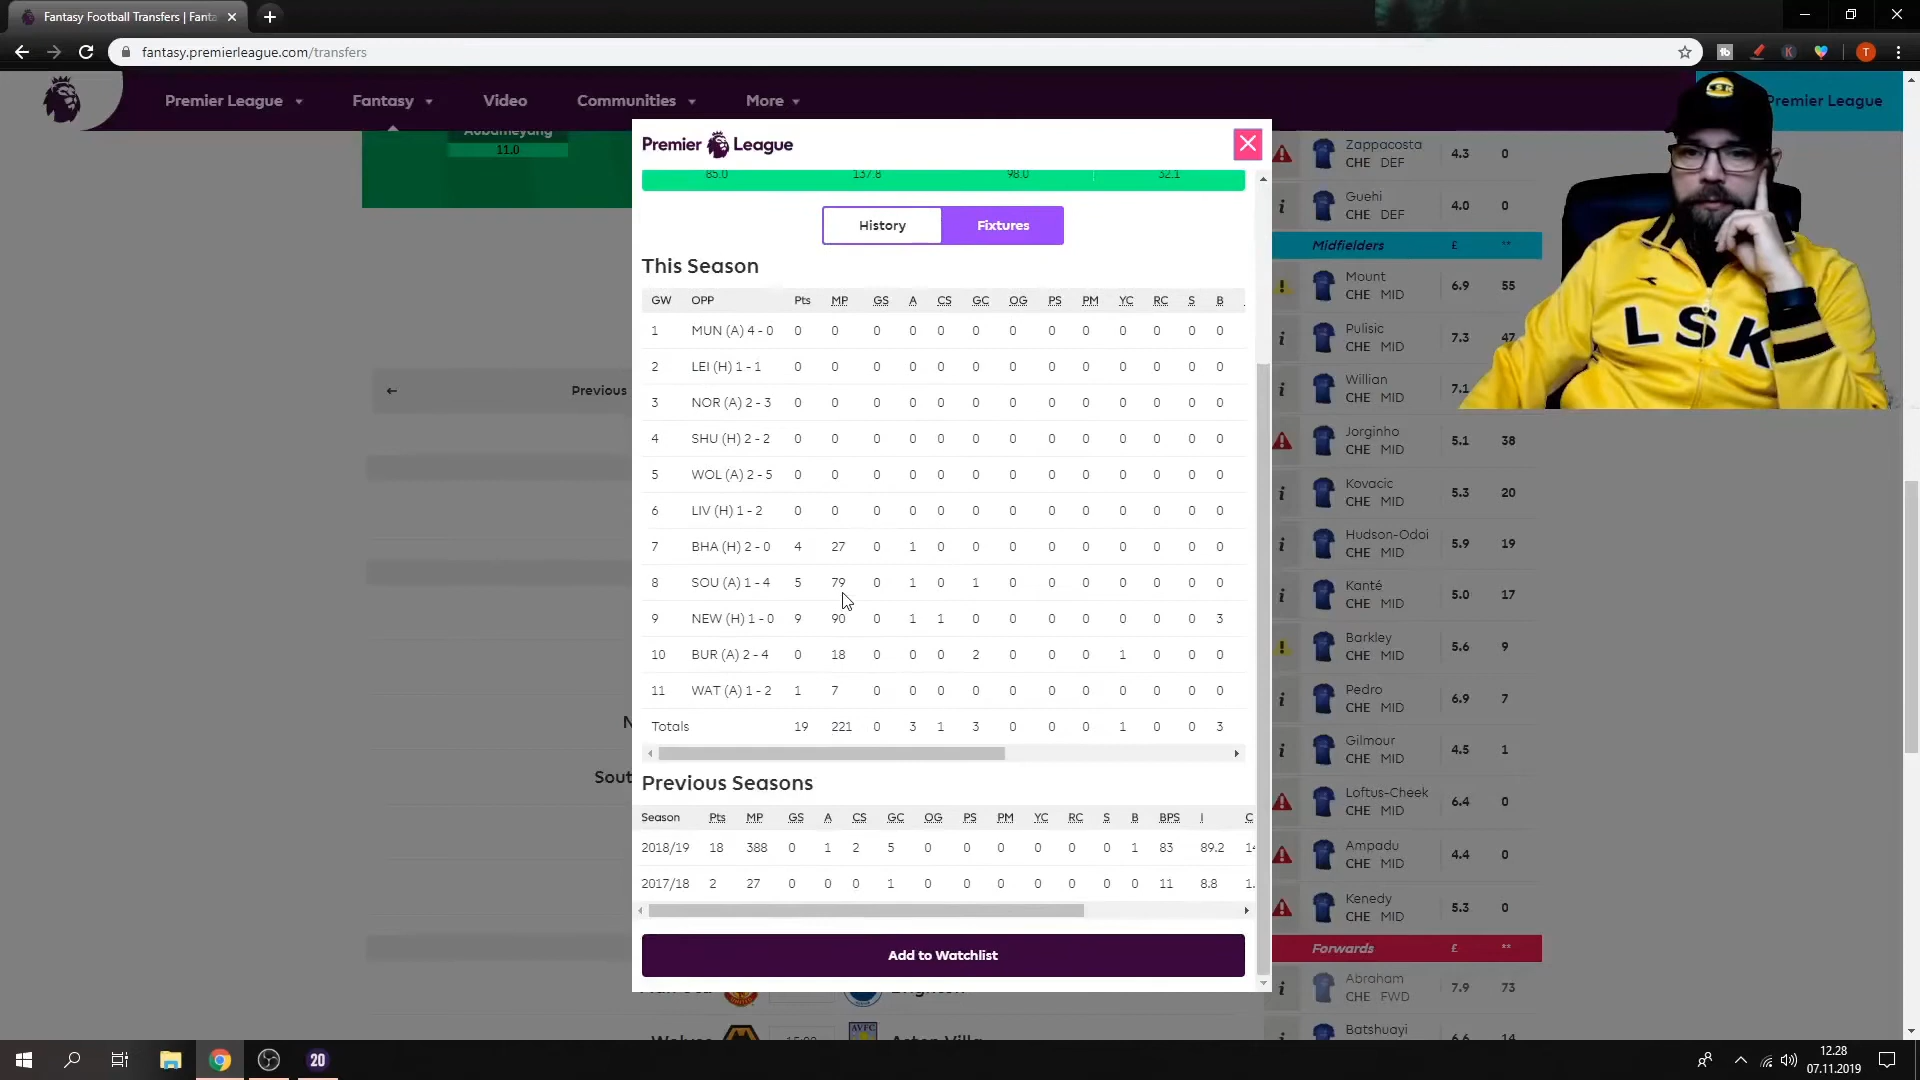 Fantasy Football Transfers | Fanta
fantasy.premierleague.com/transfers
Premier League Fantasy Video Communities More
Premier League
11.0
Previous
Premier League
85.0 137.8 98.0 32.1
History Fixtures
This Season
GW OPP Pts MP GS A CS GC OG PS PM YC RC S B
1 MUN (A) 4 - 0 0 0 0 0 0 0 0 0 0 0 0 0 0
2 LEI (H) 1 - 1 0 0 0 0 0 0 0 0 0 0 0 0 0
3 NOR (A) 2 - 3 0 0 0 0 0 0 0 0 0 0 0 0 0
4 SHU (H) 2 - 2 0 0 0 0 0 0 0 0 0 0 0 0 0
5 WOL (A) 2 - 5 0 0 0 0 0 0 0 0 0 0 0 0 0
6 LIV (H) 1 - 2 0 0 0 0 0 0 0 0 0 0 0 0 0
7 BHA (H) 2 - 0 4 27 0 1 0 0 0 0 0 0 0 0 0
8 SOU (A) 1 - 4 5 79 0 1 0 1 0 0 0 0 0 0 0
9 NEW (H) 1 - 0 9 90 0 1 1 0 0 0 0 0 0 0 3
10 BUR (A) 2 - 4 0 18 0 0 0 2 0 0 0 1 0 0 0
11 WAT (A) 1 - 2 1 7 0 0 0 0 0 0 0 0 0 0 0
Totals 19 221 0 3 1 3 0 0 0 1 0 0 3
Previous Seasons
Season Pts MP GS A CS GC OG PS PM YC RC S B BPS I C
2018/19 18 388 0 1 2 5 0 0 0 0 0 0 1 83 89.2
2017/18 2 27 0 0 0 1 0 0 0 0 0 0 0 11 8.8
Add to Watchlist
Zappacosta
CHE DEF 4.3 0
Guehi
CHE DEF 4.0 0
Midfielders £ **
Mount
CHE MID 6.9 55
Pulisic
CHE MID 7.3 47
Willian
CHE MID 7.1
Jorginho
CHE MID 5.1 38
Kovacic
CHE MID 5.3 20
Hudson-Odoi
CHE MID 5.9 19
Kanté
CHE MID 5.0 17
Barkley
CHE MID 5.6 9
Pedro
CHE MID 6.9 7
Gilmour
CHE MID 4.5 1
Loftus-Cheek
CHE MID 6.4 0
Ampadu
CHE MID 4.4 0
Kenedy
CHE MID 5.3 0
Forwards £ **
Abraham
CHE FWD 7.9 73
Batshuayi
LSK
LSK
20
12.28
07.11.2019